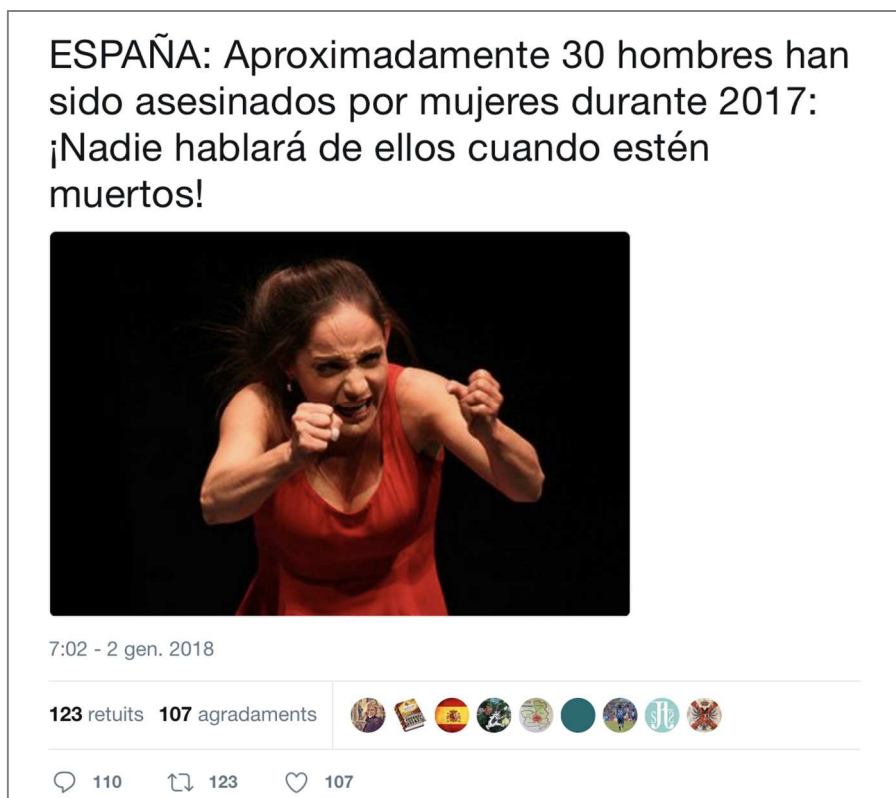 ESPAÑA: Aproximadamente 30 hombres han
sido asesinados por mujeres durante 2017:
¡Nadie hablará de ellos cuando estén
muertos!
7:02 - 2 gen. 2018
123 retuits 107 agradaments
110 123 107